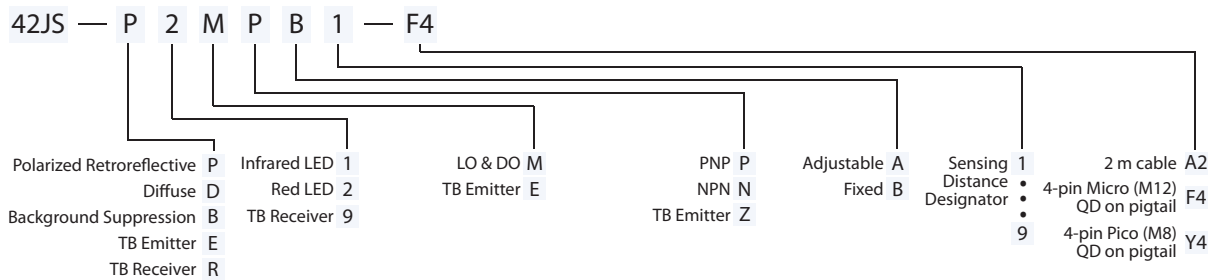 42JS — P 2 M P B 1 — F4
Polarized Retroreflective P
Diffuse D
Background Suppression B
TB Emitter E
TB Receiver R
Infrared LED 1
Red LED 2
TB Receiver 9
LO & DO M
TB Emitter E
PNP P
NPN N
TB Emitter Z
Adjustable A
Fixed B
Sensing 1
Distance •
Designator •
•
9
2 m cable A2
4-pin Micro (M12)
QD on pigtail F4
4-pin Pico (M8)
QD on pigtail Y4